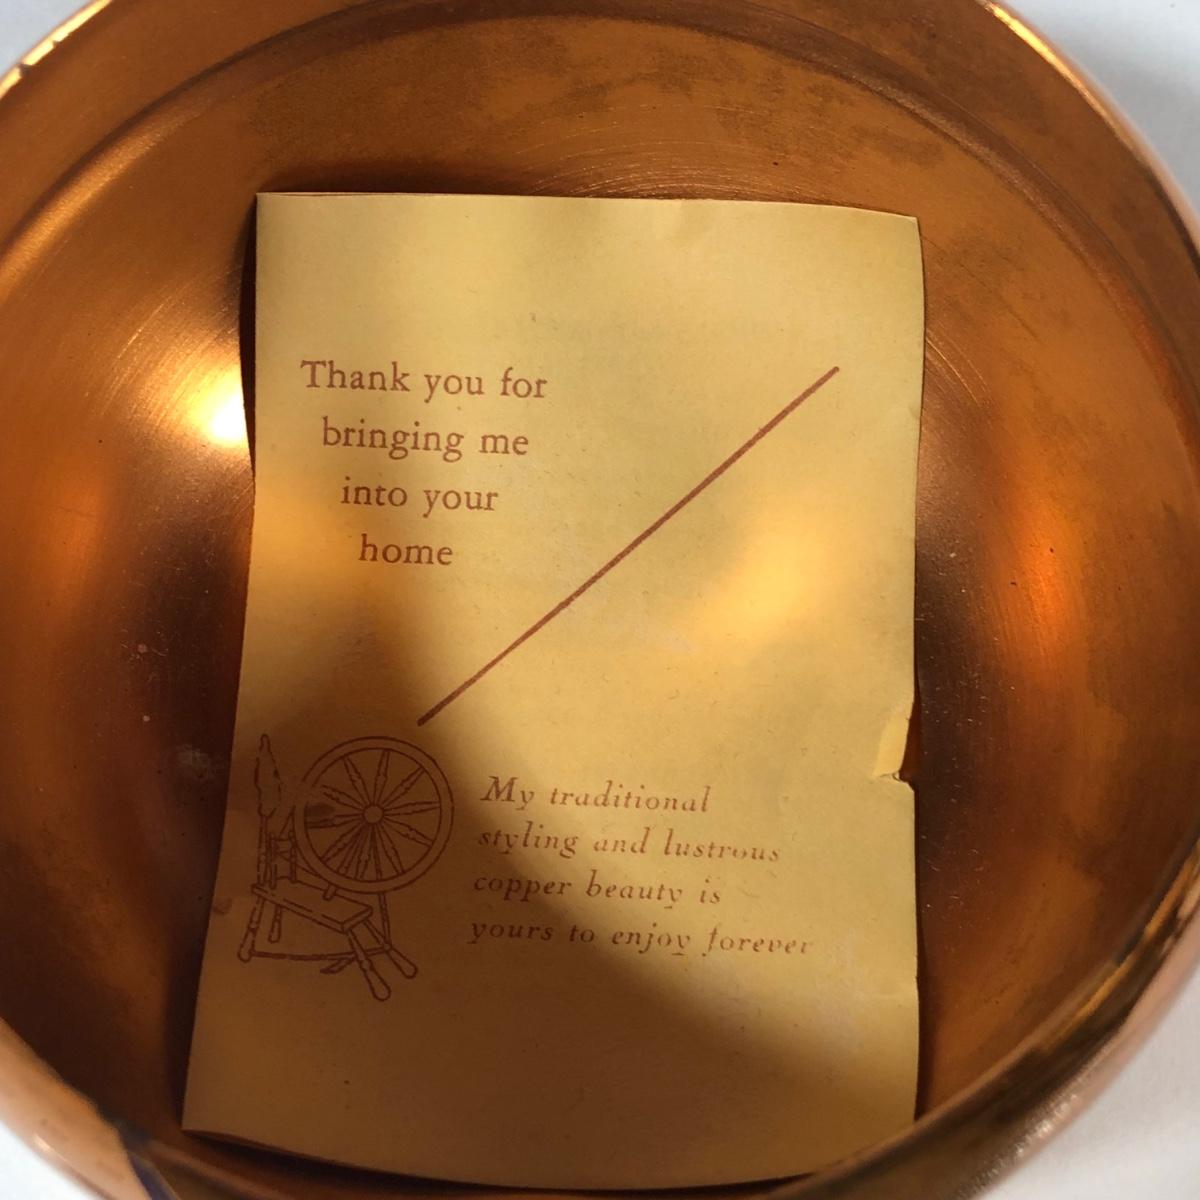 Thank you for
bringing me
into your
home
My traditional
styling and lustrous
copper beauty is
yours to enjoy forever